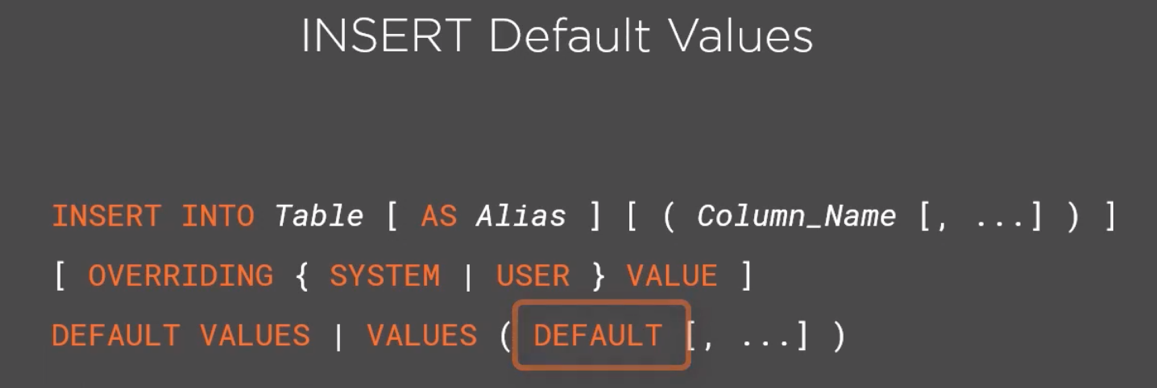 INSERT Default Values
INSERT INTO Table [ AS Alias ] [ ( Column_Name [, ...] ) ]
[ OVERRIDING { SYSTEM | USER } VALUE ]
DEFAULT VALUES | VALUES ( DEFAULT [, ...] )